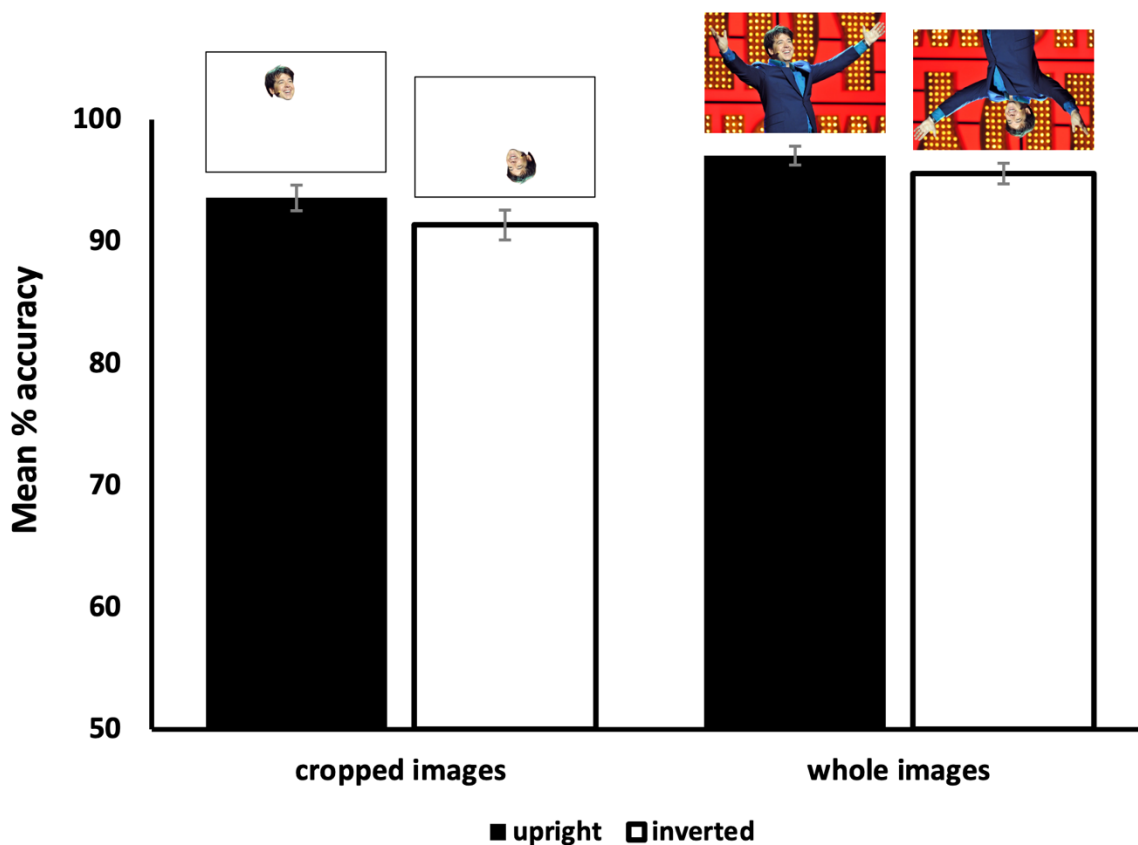 Mean % accuracy
100
90
80
70
60
50
cropped images
whole images
upright
inverted